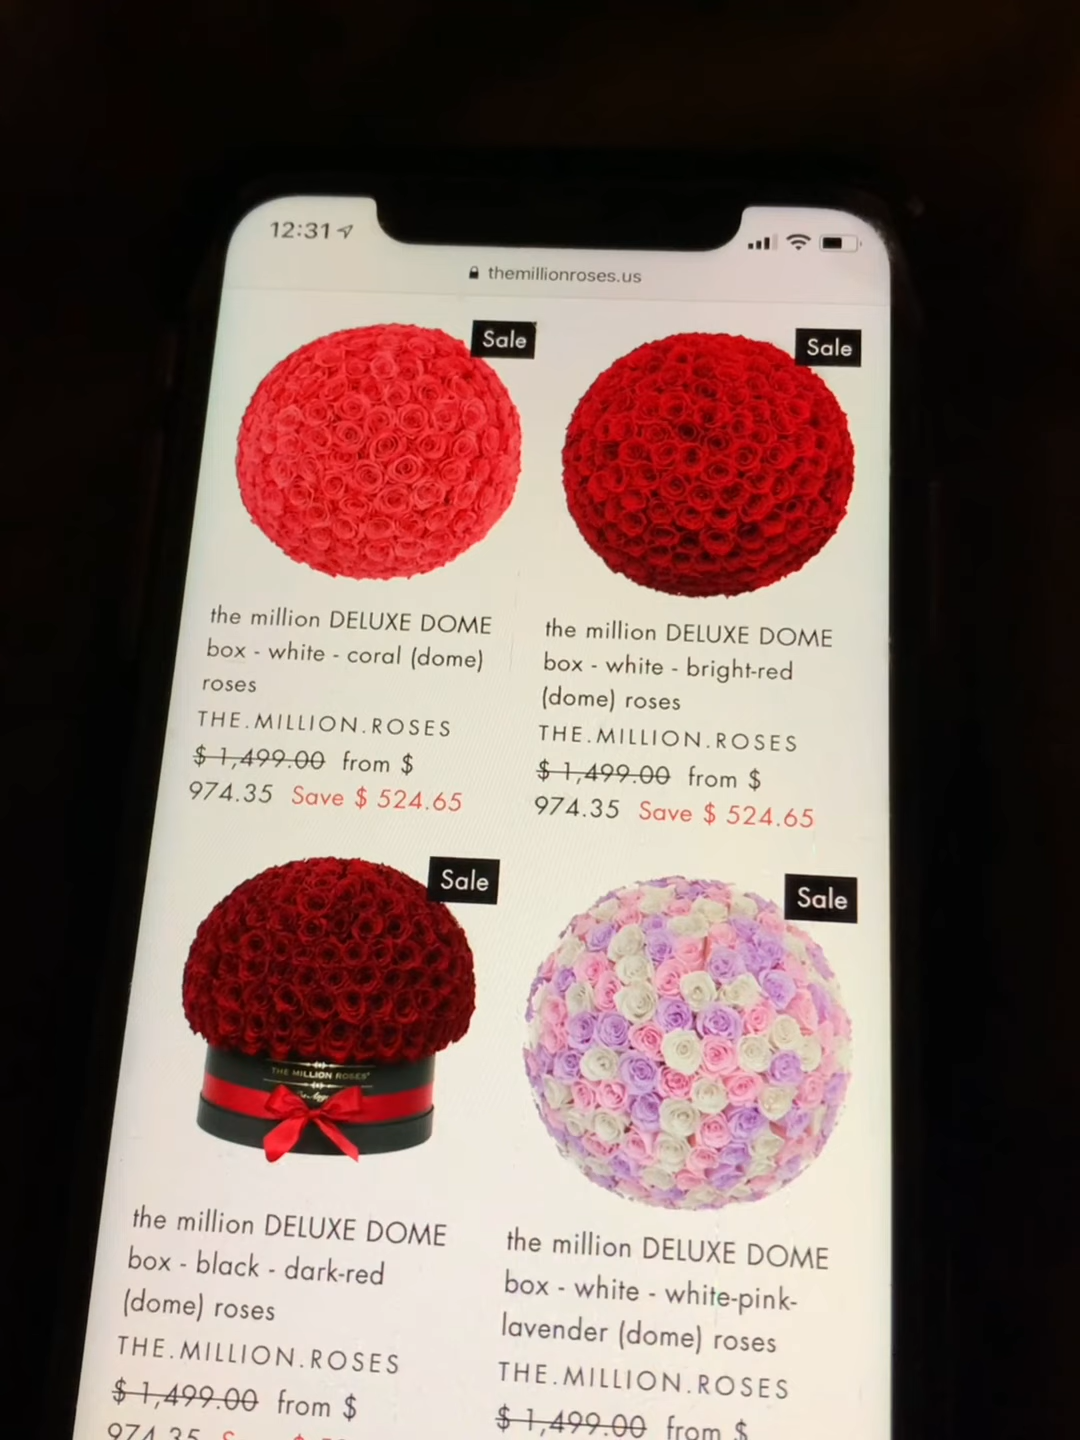 12:31
themillionroses.us
Sale
Sale
the million DELUXE DOME
box - white - coral (dome)
roses
THE.MILLION.ROSES
$ 1,499.00 from $
974.35 Save $ 524.65
the million DELUXE DOME
box - white - bright-red
(dome) roses
THE.MILLION.ROSES
$ 1,499.00 from $
974.35 Save $ 524.65
Sale
THE MILLION ROSES
Sale
the million DELUXE DOME
box - black - dark-red
(dome) roses
THE.MILLION.ROSES
$ 1,499.00 from $
974.35
the million DELUXE DOME
box - white - white-pink-
lavender (dome) roses
THE.MILLION.ROSES
$ 1,499.00 from $